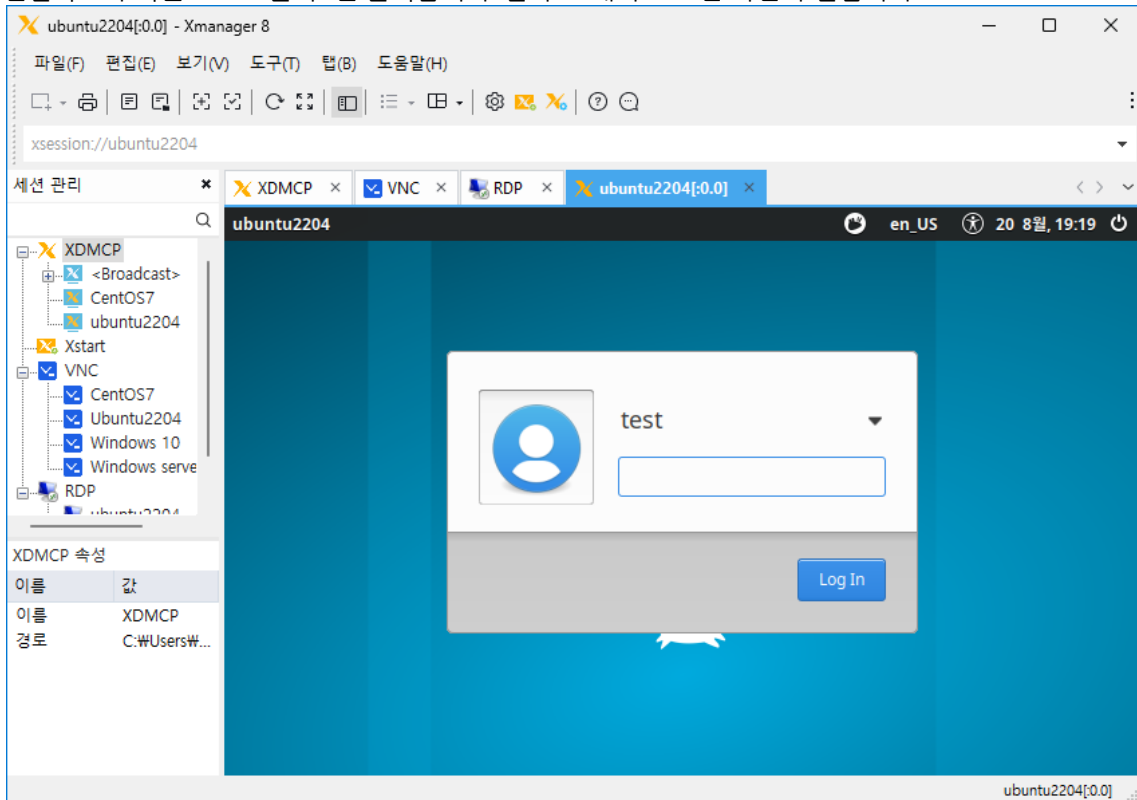 ubuntu2204[:0.0] - Xmanager 8
파일(F) 편집(E) 보기(V) 도구(T) 탭(B) 도움말(H)
xsession://ubuntu2204
세션 관리
XDMCP VNC RDP ubuntu2204[:0.0]
ubuntu2204 en_US 20 8월, 19:19
XDMCP
<Broadcast>
CentOS7
ubuntu2204
Xstart
VNC
CentOS7
Ubuntu2204
Windows 10
Windows serve
RDP
ubuntu2204
test
Log In
XDMCP 속성
이름 값
이름 XDMCP
경로 C:₩Users₩...
ubuntu2204[:0.0]